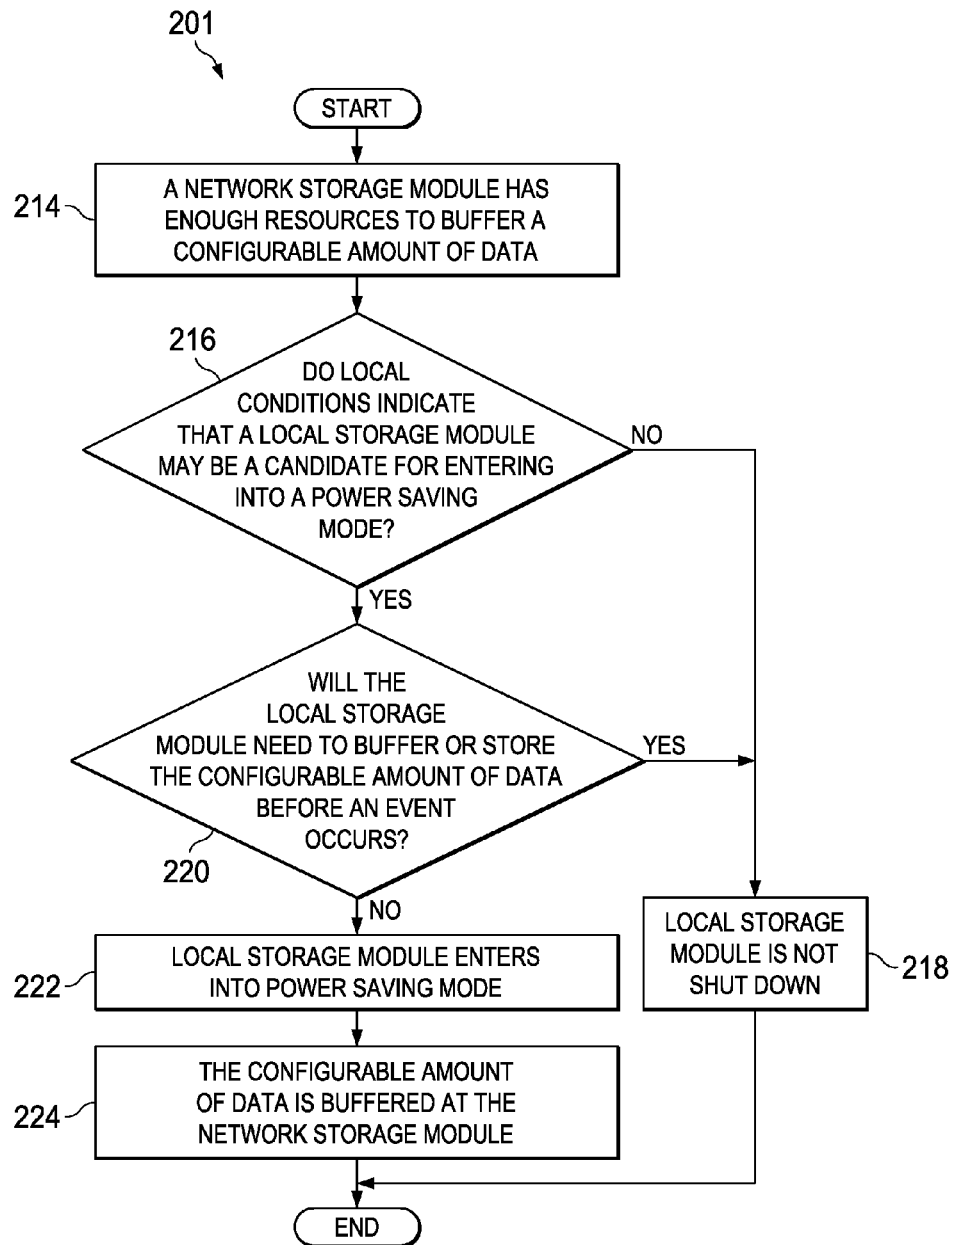 201
START
214
A NETWORK STORAGE MODULE HAS
ENOUGH RESOURCES TO BUFFER A
CONFIGURABLE AMOUNT OF DATA
216
DO LOCAL
CONDITIONS INDICATE
THAT A LOCAL STORAGE MODULE
MAY BE A CANDIDATE FOR ENTERING
INTO A POWER SAVING
MODE?
NO
YES
WILL THE
LOCAL STORAGE
MODULE NEED TO BUFFER OR STORE
THE CONFIGURABLE AMOUNT OF DATA
BEFORE AN EVENT
OCCURS?
YES
220
NO
LOCAL STORAGE
MODULE IS NOT
SHUT DOWN
218
222
LOCAL STORAGE MODULE ENTERS
INTO POWER SAVING MODE
224
THE CONFIGURABLE AMOUNT
OF DATA IS BUFFERED AT THE
NETWORK STORAGE MODULE
END